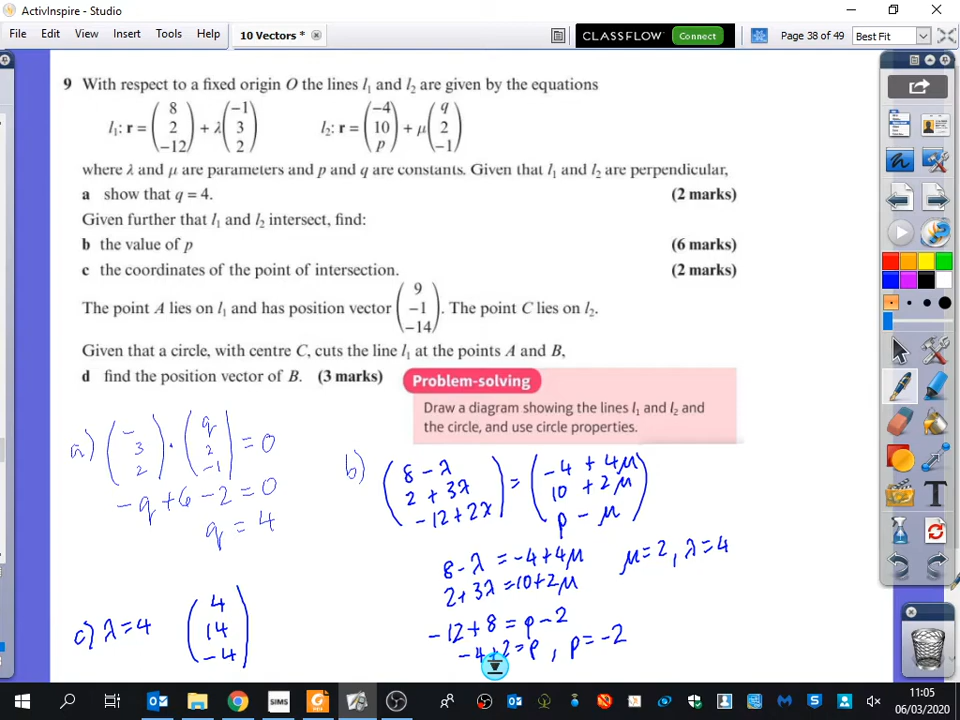 ActivInspire - Studio
File Edit View Insert Tools Help
10 Vectors *
CLASSFLOW Connect
Page 38 of 49
Best Fit
9 With respect to a fixed origin O the lines l₁ and l₂ are given by the equations
l₁: r = (8 2 −12) + λ(−1 3 2) l₂: r = (−4 10 p) + μ(q 2 −1)
where λ and μ are parameters and p and q are constants. Given that l₁ and l₂ are perpendicular,
a show that q = 4. (2 marks)
Given further that l₁ and l₂ intersect, find:
b the value of p (6 marks)
c the coordinates of the point of intersection. (2 marks)
The point A lies on l₁ and has position vector (9 −1 −14). The point C lies on l₂.
Given that a circle, with centre C, cuts the line l₁ at the points A and B,
d find the position vector of B. (3 marks)
Problem-solving
Draw a diagram showing the lines l₁ and l₂ and
the circle, and use circle properties.
a) (- 3 2) · (q 2 -1) = 0
-q + 6 - 2 = 0
q = 4
b) (8 - λ 2 + 3λ -12 + 2λ) = (-4 + 4μ 10 + 2μ p - μ)
8 - λ = -4 + 4μ μ = 2, λ = 4
2 + 3λ = 10 + 2μ
-12 + 8 = p - 2
-4 + 2 = p, p = -2
c) λ = 4 (4 14 -4)
T
SIMS
11:05
06/03/2020